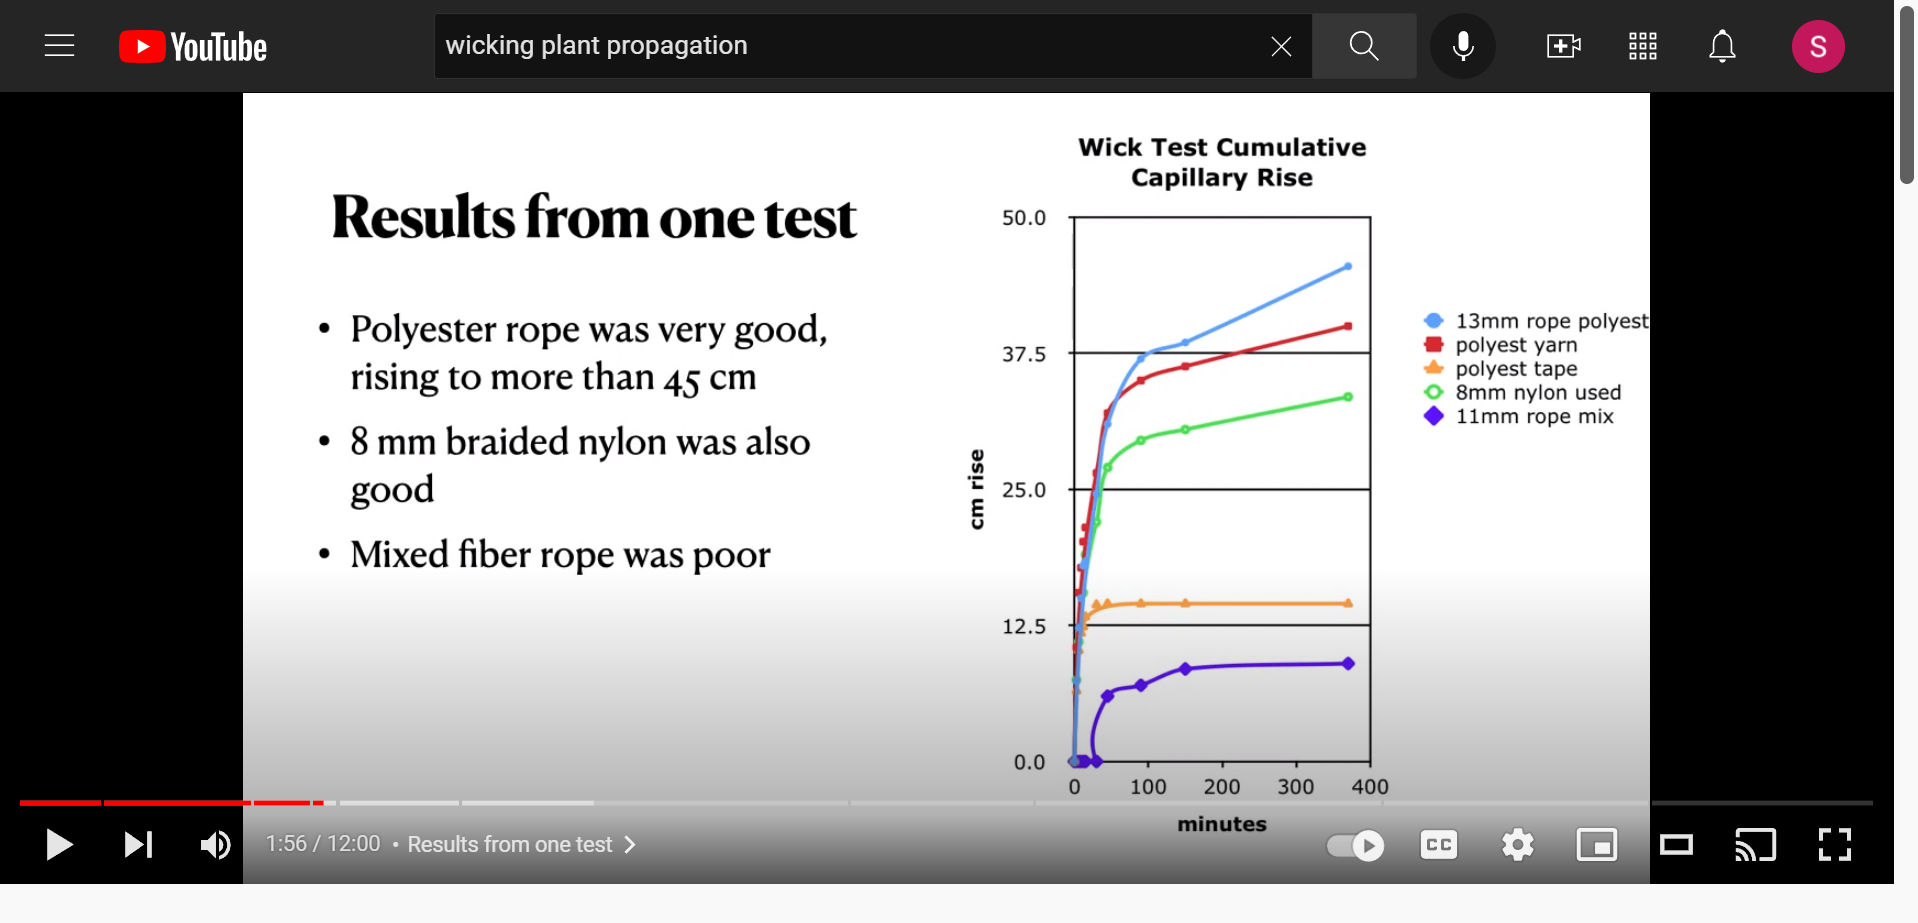 YouTube
wicking plant propagation
S
Results from one test
• Polyester rope was very good,
rising to more than 45 cm
• 8 mm braided nylon was also
good
• Mixed fiber rope was poor
Wick Test Cumulative
Capillary Rise
50.0
37.5
25.0
12.5
0.0
cm rise
0 100 200 300 400
minutes
13mm rope polyest
polyest yarn
polyest tape
8mm nylon used
11mm rope mix
1:56 / 12:00 • Results from one test
CC